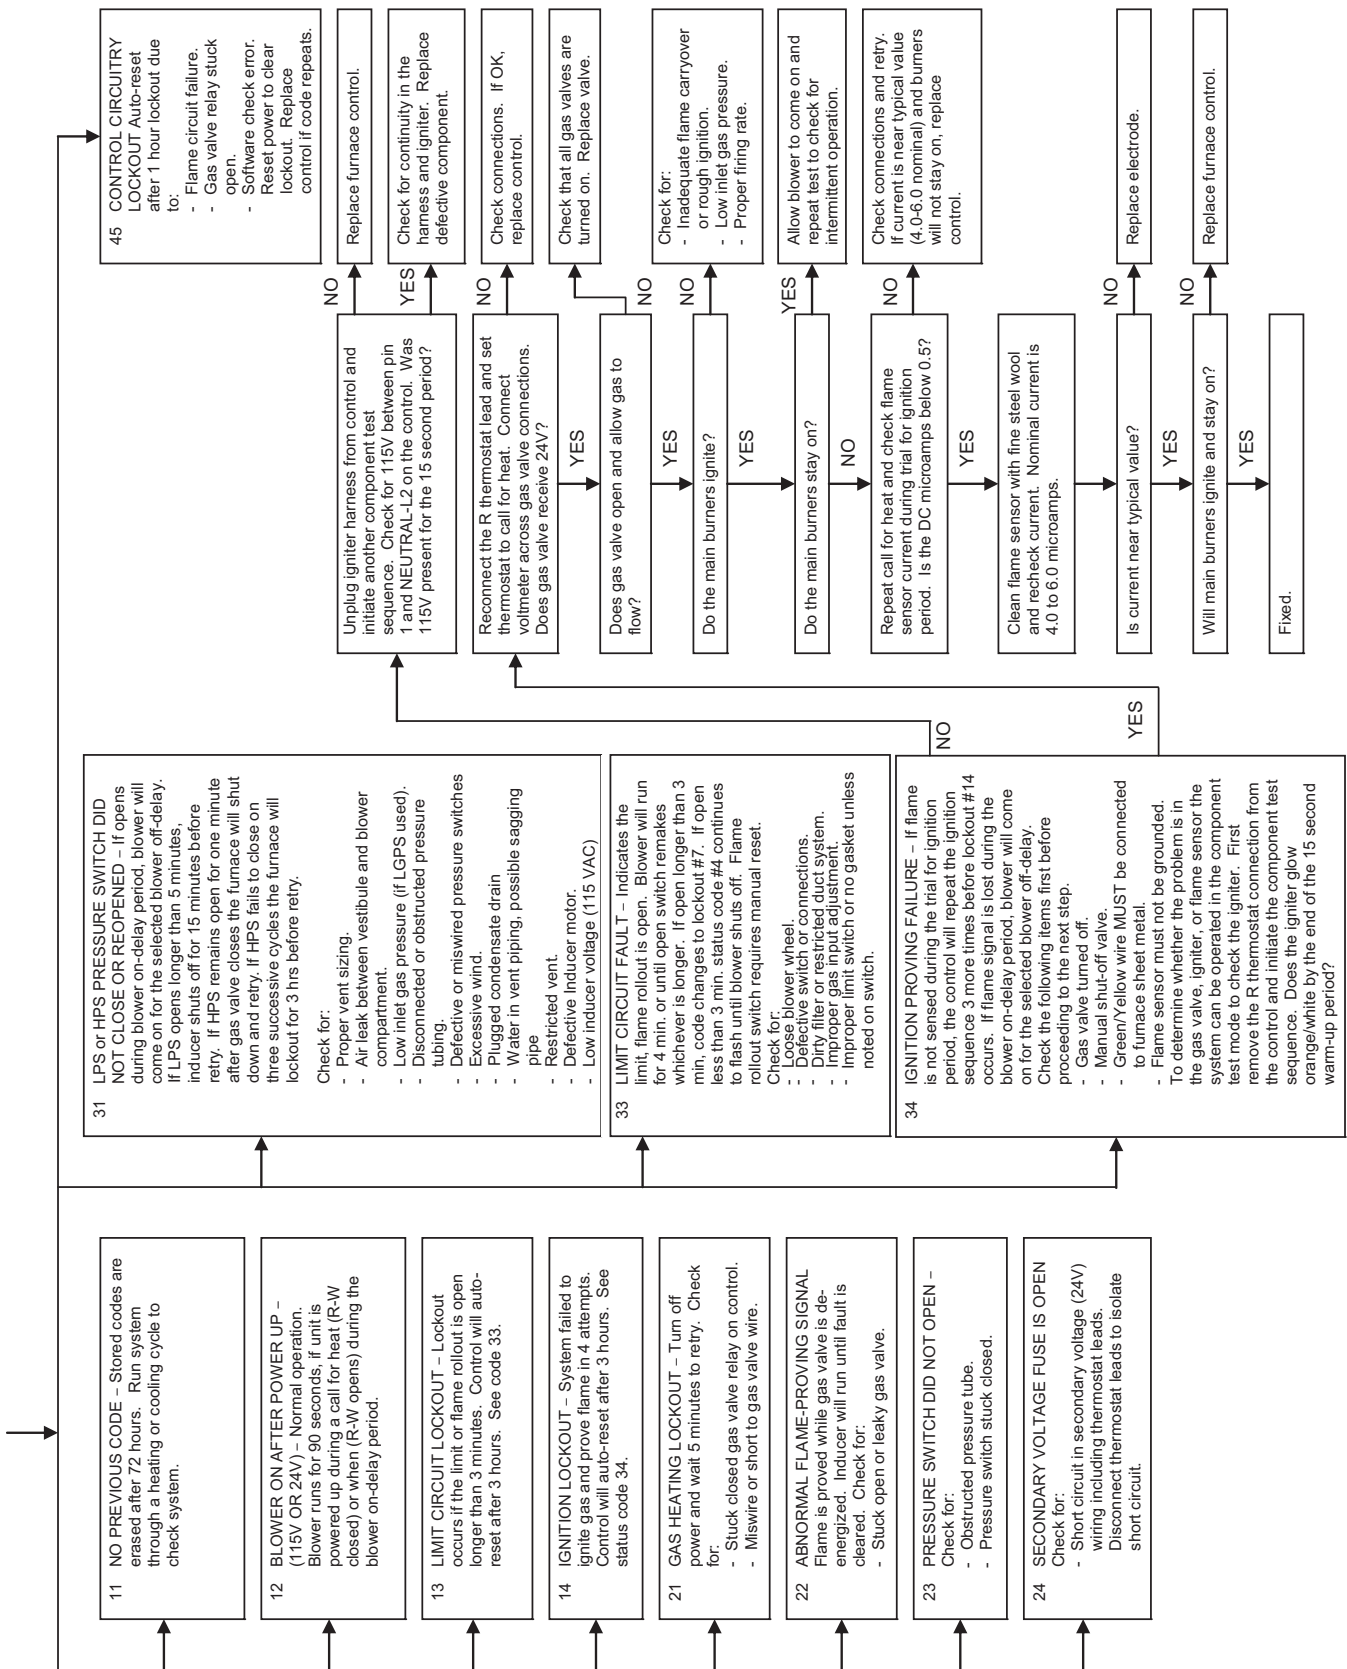 11 NO PREVIOUS CODE – Stored codes are
erased after 72 hours. Run system
through a heating or cooling cycle to
check system.
12 BLOWER ON AFTER POWER UP –
(115V OR 24V) – Normal operation.
Blower runs for 90 seconds, if unit is
powered up during a call for heat (R-W
closed) or when (R-W opens) during the
blower on-delay period.
13 LIMIT CIRCUIT LOCKOUT – Lockout
occurs if the limit or flame rollout is open
longer than 3 minutes. Control will auto-
reset after 3 hours. See code 33.
14 IGNITION LOCKOUT – System failed to
ignite gas and prove flame in 4 attempts.
Control will auto-reset after 3 hours. See
status code 34.
21 GAS HEATING LOCKOUT – Turn off
power and wait 5 minutes to retry. Check
for:
- Stuck closed gas valve relay on control.
- Miswire or short to gas valve wire.
22 ABNORMAL FLAME-PROVING SIGNAL
Flame is proved while gas valve is de-
energized. Inducer will run until fault is
cleared. Check for:
- Stuck open or leaky gas valve.
23 PRESSURE SWITCH DID NOT OPEN –
Check for:
- Obstructed pressure tube.
- Pressure switch stuck closed.
24 SECONDARY VOLTAGE FUSE IS OPEN
Check for:
- Short circuit in secondary voltage (24V)
wiring including thermostat leads.
Disconnect thermostat leads to isolate
short circuit.
31 LPS or HPS PRESSURE SWITCH DID
NOT CLOSE OR REOPENED – If opens
during blower on-delay period, blower will
come on for the selected blower off-delay.
If LPS opens longer than 5 minutes,
inducer shuts off for 15 minutes before
retry. If HPS remains open for one minute
after gas valve closes the furnace will shut
down and retry. If HPS fails to close on
three successive cycles the furnace will
lockout for 3 hrs before retry.
Check for:
- Proper vent sizing.
- Air leak between vestibule and blower
compartment.
- Low inlet gas pressure (if LGPS used).
- Disconnected or obstructed pressure
tubing.
- Defective or miswired pressure switches
- Excessive wind.
- Plugged condensate drain
- Water in vent piping, possible sagging
pipe
- Restricted vent.
- Defective Inducer motor.
- Low inducer voltage (115 VAC)
33 LIMIT CIRCUIT FAULT – Indicates the
limit, flame rollout is open. Blower will run
for 4 min. or until open switch remakes
whichever is longer. If open longer than 3
min, code changes to lockout #7. If open
less than 3 min. status code #4 continues
to flash until blower shuts off. Flame
rollout switch requires manual reset.
Check for:
- Loose blower wheel.
- Defective switch or connections.
- Dirty filter or restricted duct system.
- Improper gas input adjustment.
- Improper limit switch or no gasket unless
noted on switch.
34 IGNITION PROVING FAILURE – If flame
is not sensed during the trial for ignition
period, the control will repeat the ignition
sequence 3 more times before lockout #14
occurs. If flame signal is lost during the
blower on-delay period, blower will come
on for the selected blower off-delay.
Check the following items first before
proceeding to the next step.
- Gas valve turned off.
- Manual shut-off valve.
- Green/Yellow wire MUST be connected
to furnace sheet metal.
- Flame sensor must not be grounded.
To determine whether the problem is in
the gas valve, igniter, or flame sensor the
system can be operated in the component
test mode to check the igniter. First
remove the R thermostat connection from
the control and initiate the component test
sequence. Does the igniter glow
orange/white by the end of the 15 second
warm-up period?
NO
YES
45 CONTROL CIRCUITRY
LOCKOUT Auto-reset
after 1 hour lockout due
to:
- Flame circuit failure.
- Gas valve relay stuck
open.
- Software check error.
Reset power to clear
lockout. Replace
control if code repeats.
Unplug igniter harness from control and
initiate another component test
sequence. Check for 115V between pin
1 and NEUTRAL-L2 on the control. Was
115V present for the 15 second period?
NO
Replace furnace control.
YES
Check for continuity in the
harness and igniter. Replace
defective component.
Reconnect the R thermostat lead and set
thermostat to call for heat. Connect
voltmeter across gas valve connections.
Does gas valve receive 24V?
NO
Check connections. If OK,
replace control.
YES
Does gas valve open and allow gas to
flow?
NO
Check that all gas valves are
turned on. Replace valve.
YES
Do the main burners ignite?
NO
Check for:
- Inadequate flame carryover
or rough ignition.
- Low inlet gas pressure.
- Proper firing rate.
YES
Do the main burners stay on?
YES
Allow blower to come on and
repeat test to check for
intermittent operation.
NO
Repeat call for heat and check flame
sensor current during trial for ignition
period. Is the DC microamps below 0.5?
NO
Check connections and retry.
If current is near typical value
(4.0-6.0 nominal) and burners
will not stay on, replace
control.
YES
Clean flame sensor with fine steel wool
and recheck current. Nominal current is
4.0 to 6.0 microamps.
Is current near typical value?
NO
Replace electrode.
YES
Will main burners ignite and stay on?
NO
Replace furnace control.
YES
Fixed.